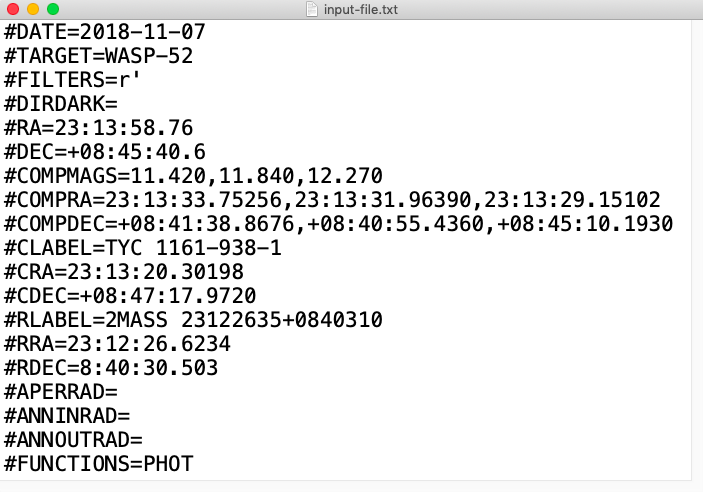 input-file.txt
#DATE=2018-11-07
#TARGET=WASP-52
#FILTERS=r'
#DIRDARK=
#RA=23:13:58.76
#DEC=+08:45:40.6
#COMPMAGS=11.420,11.840,12.270
#COMPRA=23:13:33.75256,23:13:31.96390,23:13:29.15102
#COMPDEC=+08:41:38.8676,+08:40:55.4360,+08:45:10.1930
#CLABEL=TYC 1161-938-1
#CRA=23:13:20.30198
#CDEC=+08:47:17.9720
#RLABEL=2MASS 23122635+0840310
#RRA=23:12:26.6234
#RDEC=8:40:30.503
#APERRAD=
#ANNINRAD=
#ANNOUTRAD=
#FUNCTIONS=PHOT